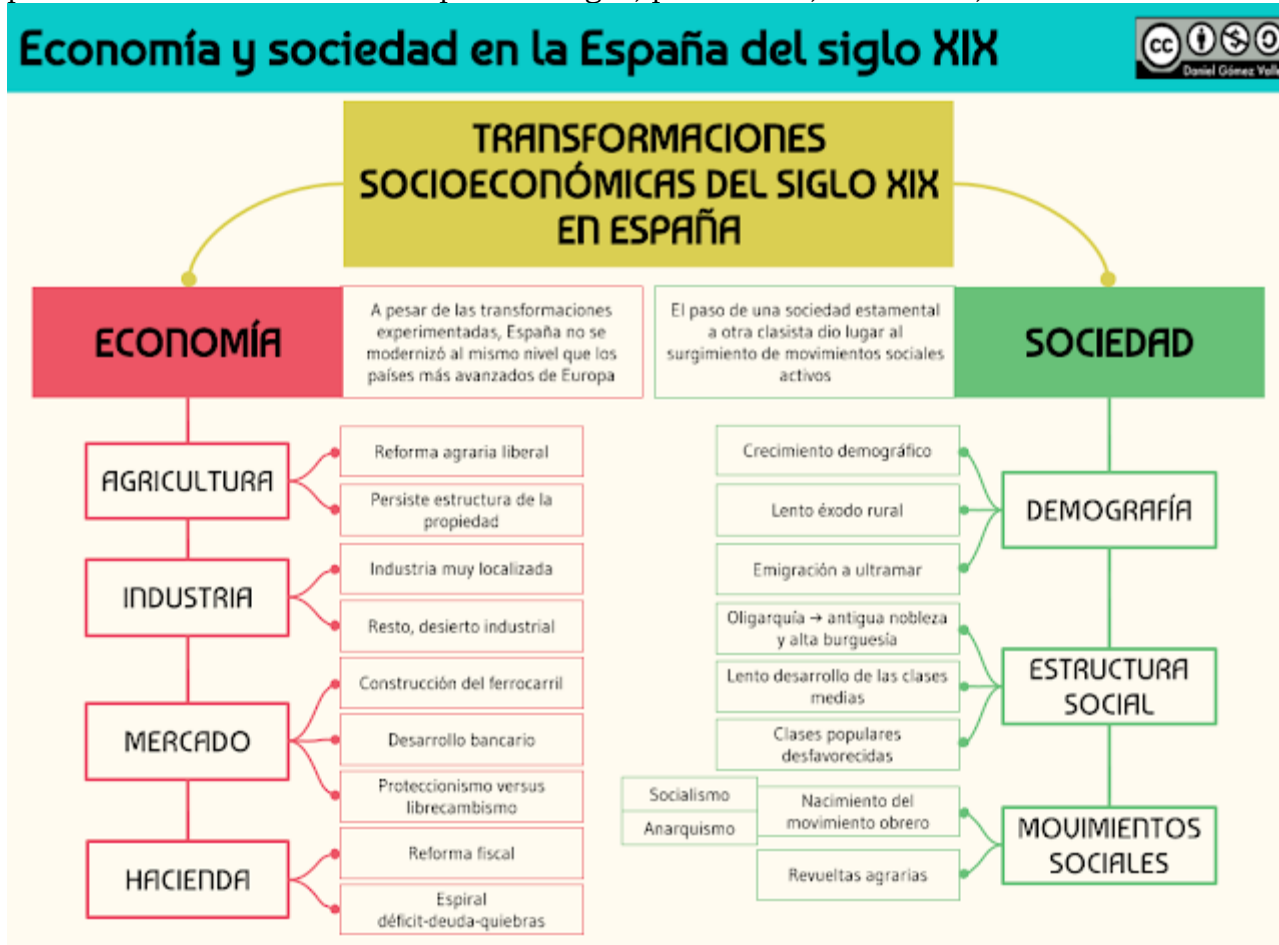 Economía y sociedad en la España del siglo XIX
cc
Daniel Gómez Valle
TRANSFORMACIONES
SOCIOECONÓMICAS DEL SIGLO XIX
EN ESPAÑA
ECONOMÍA
A pesar de las transformaciones
experimentadas, España no se
modernizó al mismo nivel que los
países más avanzados de Europa
AGRICULTURA
Reforma agraria liberal
Persiste estructura de la
propiedad
INDUSTRIA
Industria muy localizada
Resto, desierto industrial
MERCADO
Construcción del ferrocarril
Desarrollo bancario
Proteccionismo versus
librecambismo
HACIENDA
Reforma fiscal
Espiral
déficit-deuda-quiebras
El paso de una sociedad estamental
a otra clasista dio lugar al
surgimiento de movimientos sociales
activos
SOCIEDAD
Crecimiento demográfico
Lento éxodo rural
Emigración a ultramar
DEMOGRAFÍA
Oligarquía → antigua nobleza
y alta burguesía
Lento desarrollo de las clases
medias
Clases populares
desfavorecidas
ESTRUCTURA
SOCIAL
Socialismo
Anarquismo
Nacimiento del
movimiento obrero
Revueltas agrarias
MOVIMIENTOS
SOCIALES